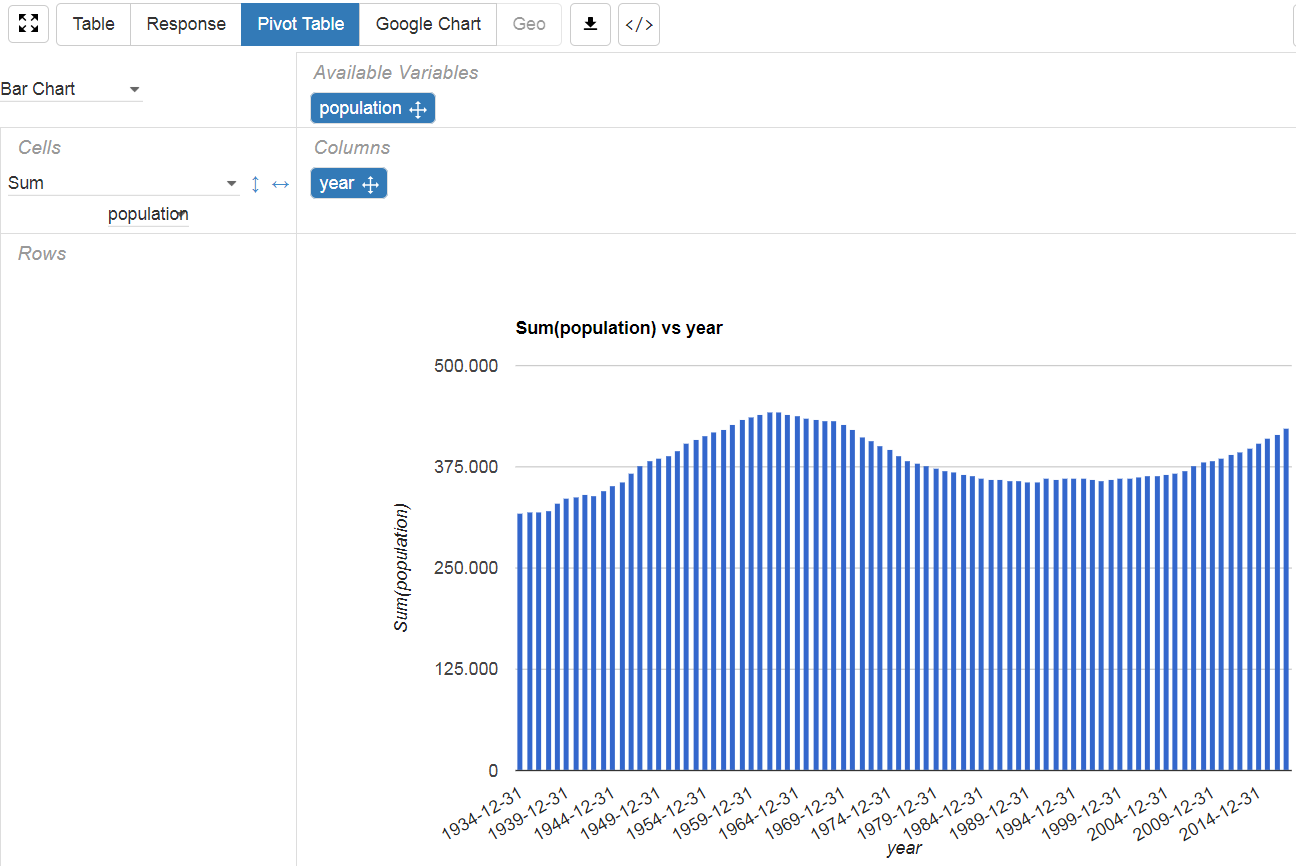 Table Response Pivot Table Google Chart Geo </>
Bar Chart
Available Variables
population
Cells
Columns
Sum
year
population
Rows
Sum(population) vs year
500.000
375.000
250.000
125.000
0
Sum(population)
1934-12-31 1939-12-31 1944-12-31 1949-12-31 1954-12-31 1959-12-31 1964-12-31 1969-12-31 1974-12-31 1979-12-31 1984-12-31 1989-12-31 1994-12-31 1999-12-31 2004-12-31 2009-12-31 2014-12-31
year